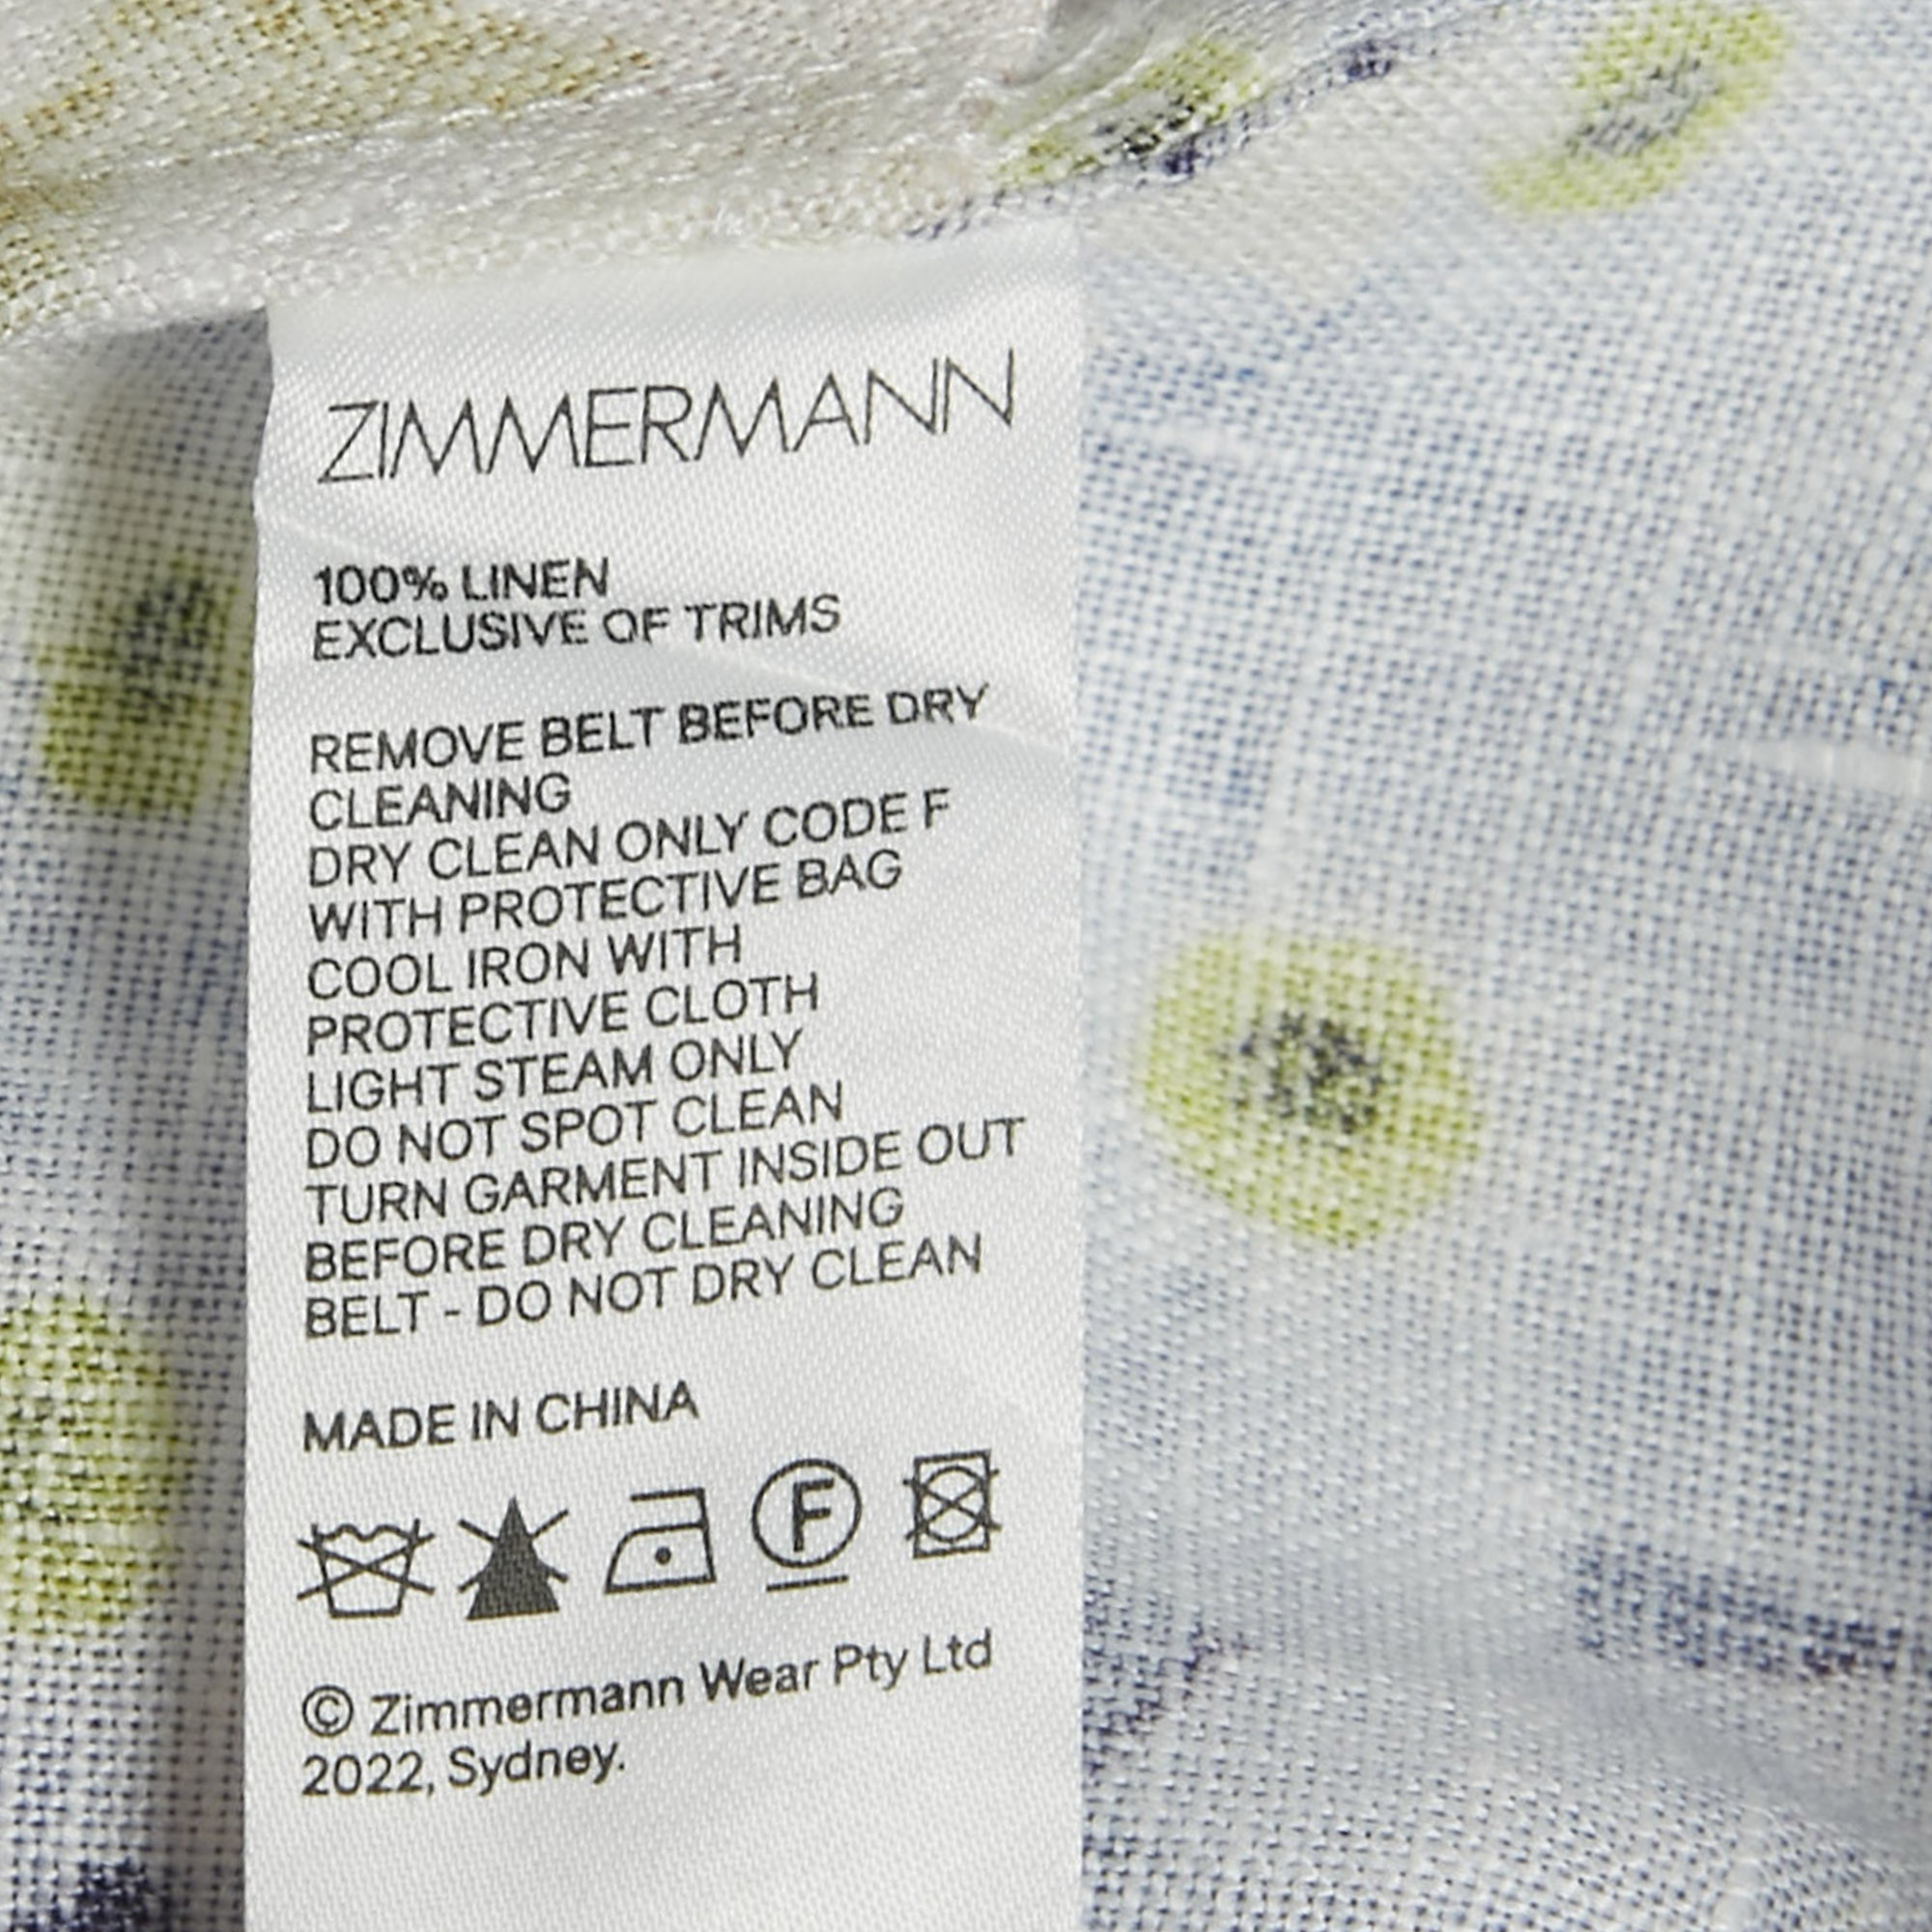 ZIMMERMANN
100% LINEN
EXCLUSIVE OF TRIMS
REMOVE BELT BEFORE DRY
CLEANING
DRY CLEAN ONLY CODE F
WITH PROTECTIVE BAG
COOL IRON WITH
PROTECTIVE CLOTH
LIGHT STEAM ONLY
DO NOT SPOT CLEAN
TURN GARMENT INSIDE OUT
BEFORE DRY CLEANING
BELT - DO NOT DRY CLEAN
MADE IN CHINA
F
© Zimmermann Wear Pty Ltd
2022, Sydney.